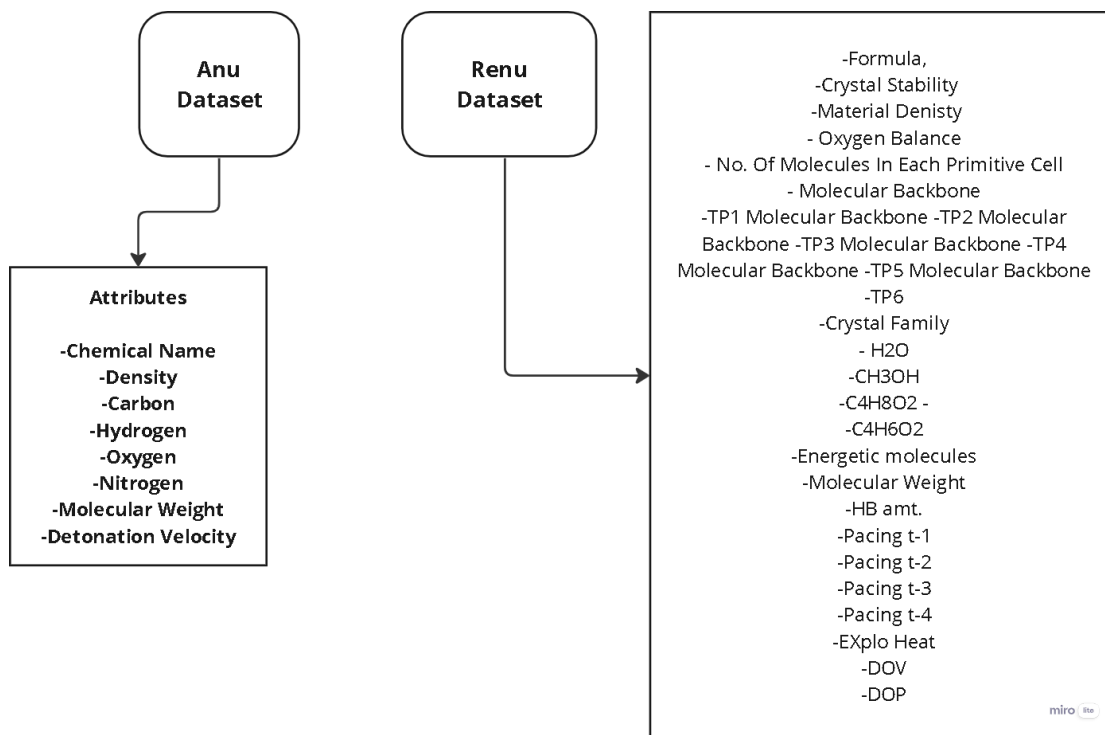 Anu
Dataset
Renu
Dataset
Attributes
-Chemical Name
-Density
-Carbon
-Hydrogen
-Oxygen
-Nitrogen
-Molecular Weight
-Detonation Velocity
-Formula,
-Crystal Stability
-Material Denisty
- Oxygen Balance
- No. Of Molecules In Each Primitive Cell
- Molecular Backbone
-TP1 Molecular Backbone -TP2 Molecular
Backbone -TP3 Molecular Backbone -TP4
Molecular Backbone -TP5 Molecular Backbone
-TP6
-Crystal Family
- H2O
-CH3OH
-C4H8O2 -
-C4H6O2
-Energetic molecules
-Molecular Weight
-HB amt.
-Pacing t-1
-Pacing t-2
-Pacing t-3
-Pacing t-4
-EXplo Heat
-DOV
-DOP
miro lite